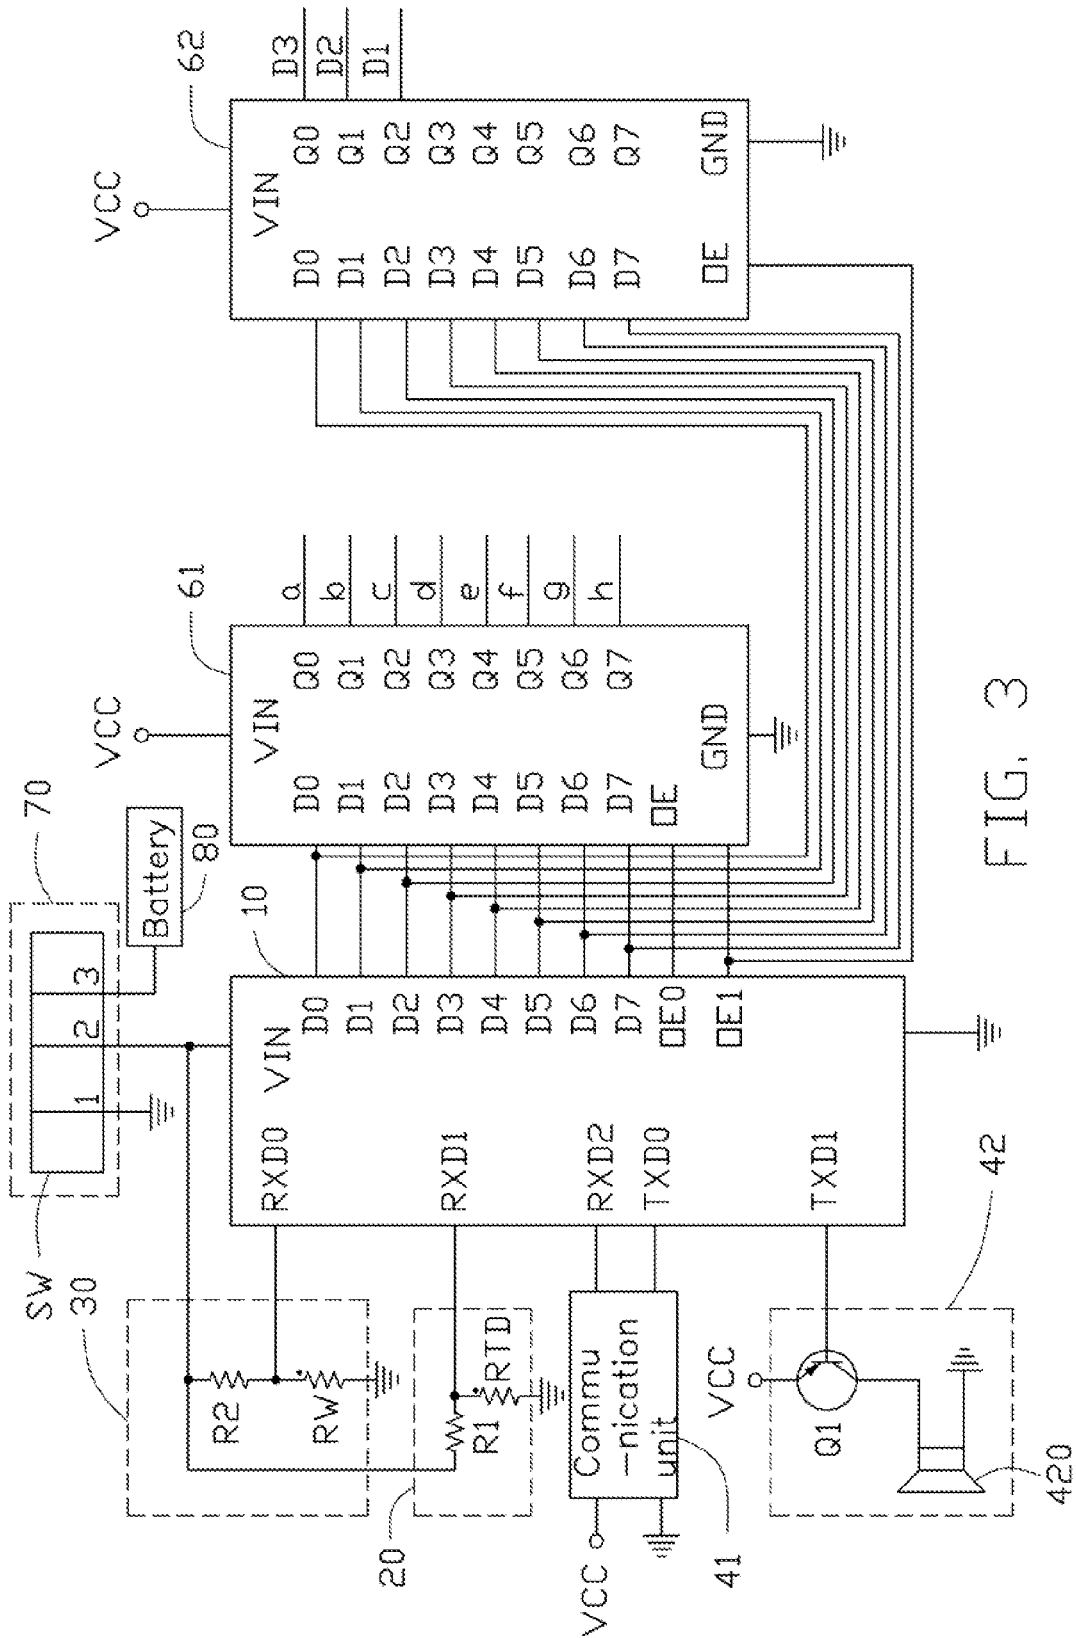 30
R2
RW
20
R1
RTD
VCC
Commu
-nication
unit
41
VCC
Q1
420
42
SW
70
1
2
3
Battery
80
10
VIN
RXD0
RXD1
RXD2
TXD0
TXD1
D0
D1
D2
D3
D4
D5
D6
D7
OE0
OE1
VCC
61
VIN
D0
D1
D2
D3
D4
D5
D6
D7
OE
GND
Q0
Q1
Q2
Q3
Q4
Q5
Q6
Q7
a
b
c
d
e
f
g
h
VCC
62
VIN
D0
D1
D2
D3
D4
D5
D6
D7
OE
GND
Q0
Q1
Q2
Q3
Q4
Q5
Q6
Q7
D3
D2
D1
FIG. 3